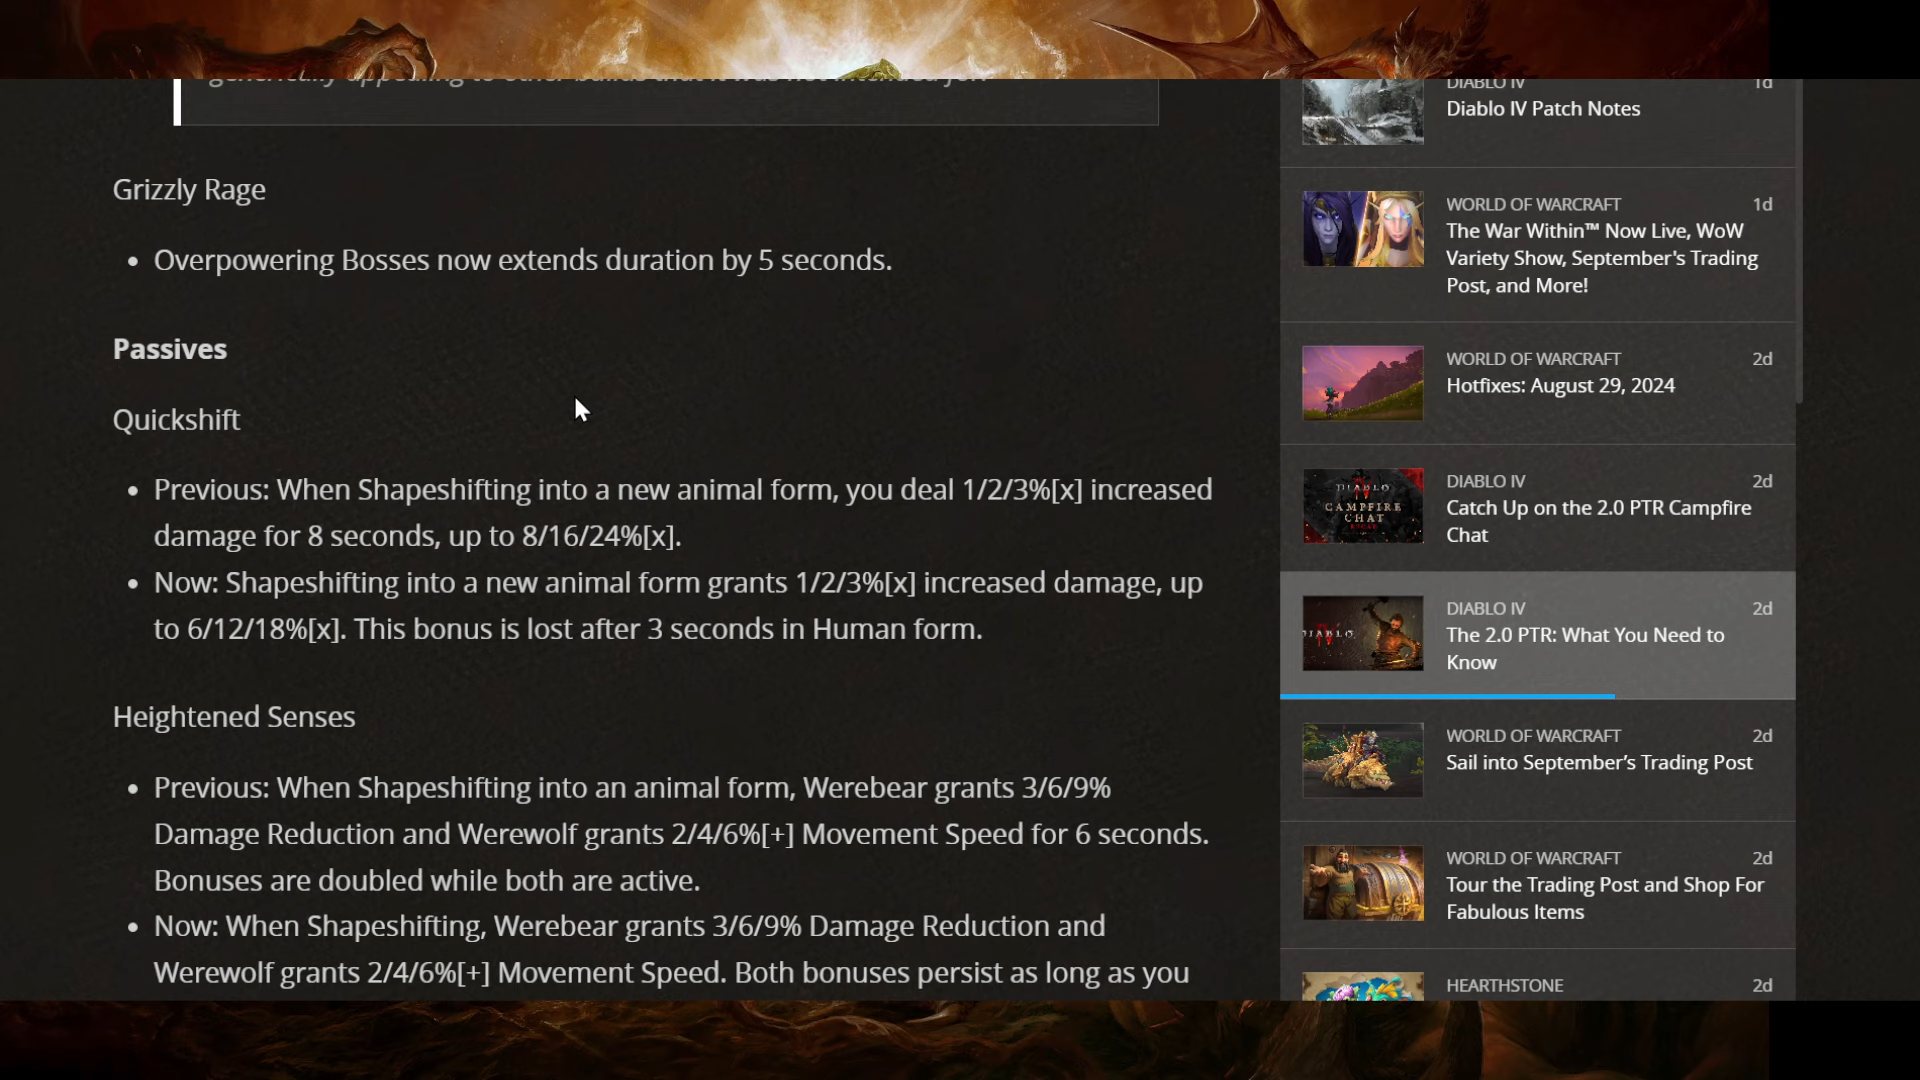 Grizzly Rage
• Overpowering Bosses now extends duration by 5 seconds.
Passives
Quickshift
• Previous: When Shapeshifting into a new animal form, you deal 1/2/3%[x] increased
damage for 8 seconds, up to 8/16/24%[x].
• Now: Shapeshifting into a new animal form grants 1/2/3%[x] increased damage, up
to 6/12/18%[x]. This bonus is lost after 3 seconds in Human form.
Heightened Senses
• Previous: When Shapeshifting into an animal form, Werebear grants 3/6/9%
Damage Reduction and Werewolf grants 2/4/6%[+] Movement Speed for 6 seconds.
Bonuses are doubled while both are active.
• Now: When Shapeshifting, Werebear grants 3/6/9% Damage Reduction and
Werewolf grants 2/4/6%[+] Movement Speed. Both bonuses persist as long as you
DIABLO IV 1d
Diablo IV Patch Notes
WORLD OF WARCRAFT 1d
The War Within™ Now Live, WoW
Variety Show, September's Trading
Post, and More!
WORLD OF WARCRAFT 2d
Hotfixes: August 29, 2024
DIABLO IV 2d
Catch Up on the 2.0 PTR Campfire
Chat
DIABLO
CAMPFIRE
CHAT
DIABLO IV 2d
The 2.0 PTR: What You Need to
Know
DIABLO
WORLD OF WARCRAFT 2d
Sail into September’s Trading Post
WORLD OF WARCRAFT 2d
Tour the Trading Post and Shop For
Fabulous Items
HEARTHSTONE 2d